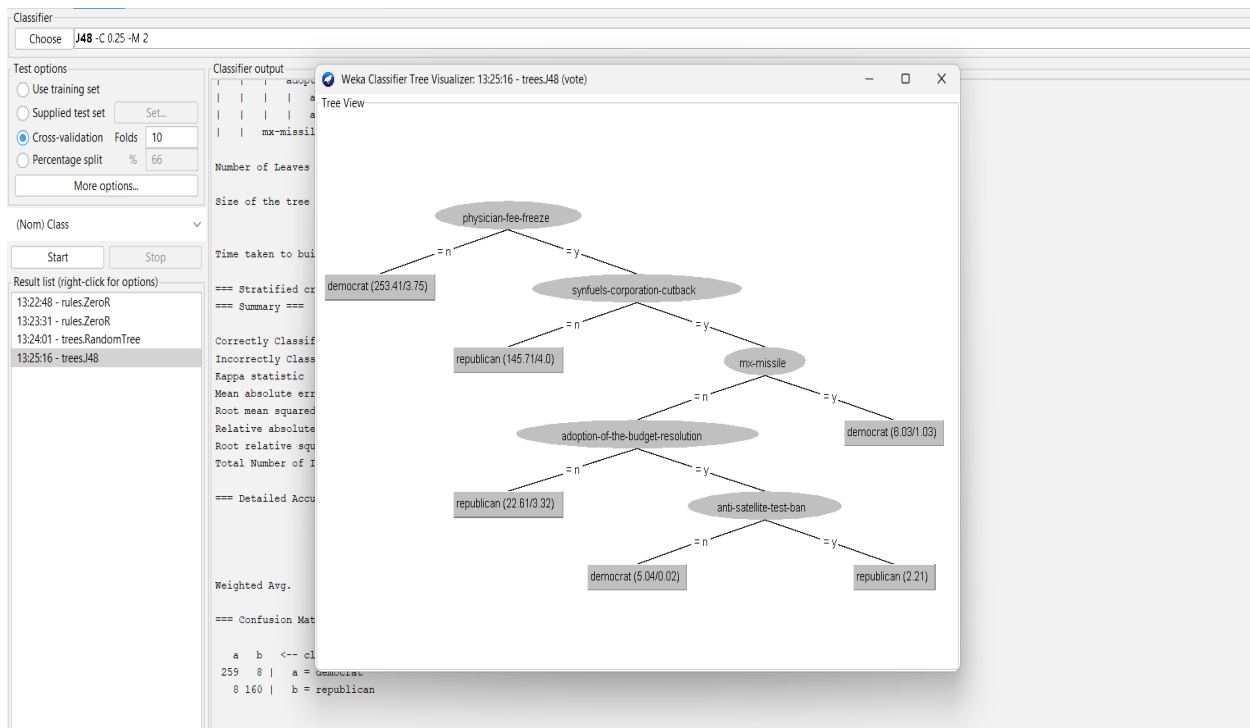 Classifier
Choose J48 -C 0.25 -M 2
Test options
Use training set
Supplied test set Set...
Cross-validation Folds 10
Percentage split % 66
More options...
(Nom) Class
Start Stop
Result list (right-click for options)
13:22:48 - rules.ZeroR
13:23:31 - rules.ZeroR
13:24:01 - trees.RandomTree
13:25:16 - trees.J48
Classifier output
| | | adopt
| | | | a
| | | | a
| | mx-missil
Number of Leaves
Size of the tree
Time taken to bui
=== Stratified cr
=== Summary ===
Correctly Classif
Incorrectly Class
Kappa statistic
Mean absolute err
Root mean squared
Relative absolute
Root relative squ
Total Number of I
=== Detailed Accu
Weighted Avg.
=== Confusion Mat
a b <-- cl
259 8 | a = democrat
8 160 | b = republican
Weka Classifier Tree Visualizer: 13:25:16 - trees.J48 (vote)
Tree View
physician-fee-freeze
= n = y
democrat (253.41/3.75) synfuels-corporation-cutback
= n = y
republican (145.71/4.0) mx-missile
= n = y
adoption-of-the-budget-resolution democrat (6.03/1.03)
= n = y
republican (22.61/3.32) anti-satellite-test-ban
= n = y
democrat (5.04/0.02) republican (2.21)